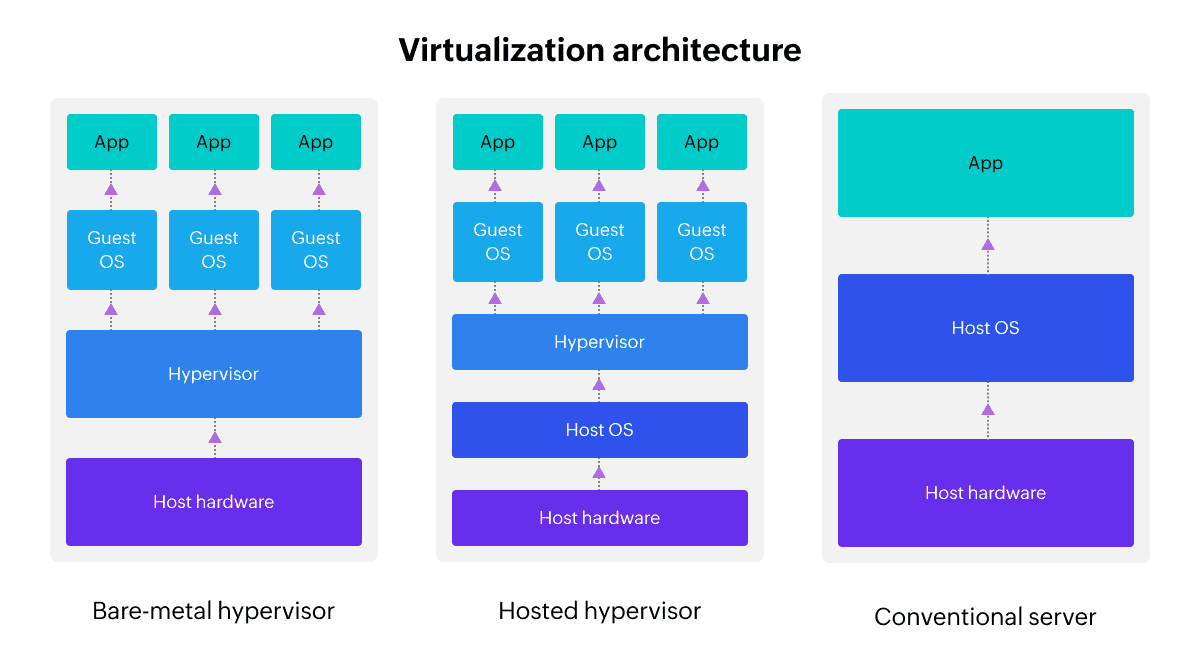 Virtualization architecture
App
App
App
Guest
OS
Guest
OS
Guest
OS
Hypervisor
Host hardware
Bare-metal hypervisor
App
App
App
Guest
OS
Guest
OS
Guest
OS
Hypervisor
Host OS
Host hardware
Hosted hypervisor
App
Host OS
Host hardware
Conventional server